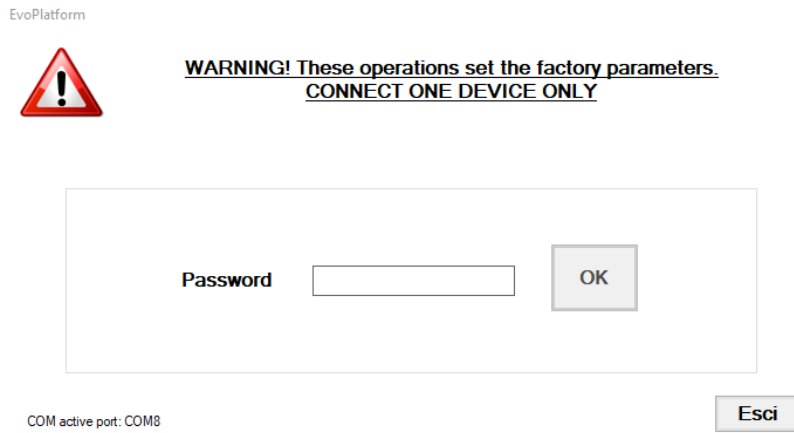 EvoPlatform
WARNING! These operations set the factory parameters.
CONNECT ONE DEVICE ONLY
Password
OK
COM active port: COM8
Esci